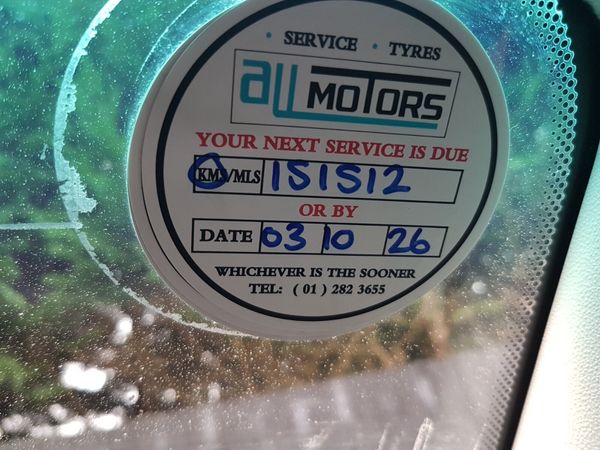 • SERVICE • TYRES
all MOTORS
YOUR NEXT SERVICE IS DUE
KMS/MLS 151512
OR BY
DATE 03 10 26
WHICHEVER IS THE SOONER
TEL: ( 01 ) 282 3655